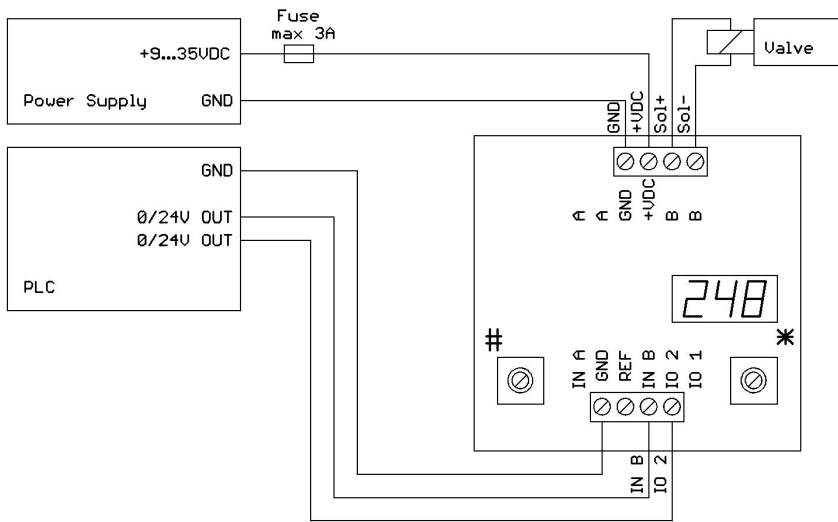 Fuse
max 3A
+9...35VDC
Power Supply
GND
Valve
GND
+VDC
Sol+
Sol-
GND
0/24V OUT
0/24V OUT
PLC
A
A
GND
+VDC
B
B
248
#
*
IN A
GND
REF
IN B
IO 2
IO 1
IN B
IO 2